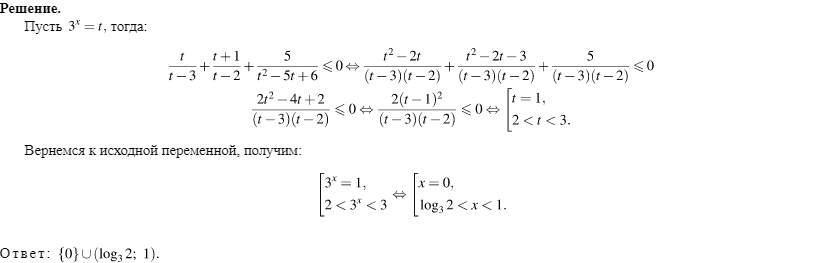 Решение.
Пусть 3^x = t, тогда:
t/(t−3) + (t+1)/(t−2) + 5/(t²−5t+6) ⩽ 0 ⇔ (t²−2t)/((t−3)(t−2)) + (t²−2t−3)/((t−3)(t−2)) + 5/((t−3)(t−2)) ⩽ 0
(2t²−4t+2)/((t−3)(t−2)) ⩽ 0 ⇔ 2(t−1)²/((t−3)(t−2)) ⩽ 0 ⇔ [t = 1, 2 < t < 3.
Вернемся к исходной переменной, получим:
[3^x = 1, 2 < 3^x < 3 ⇔ [x = 0, log₃ 2 < x < 1.
Ответ: {0} ∪ (log₃ 2; 1).